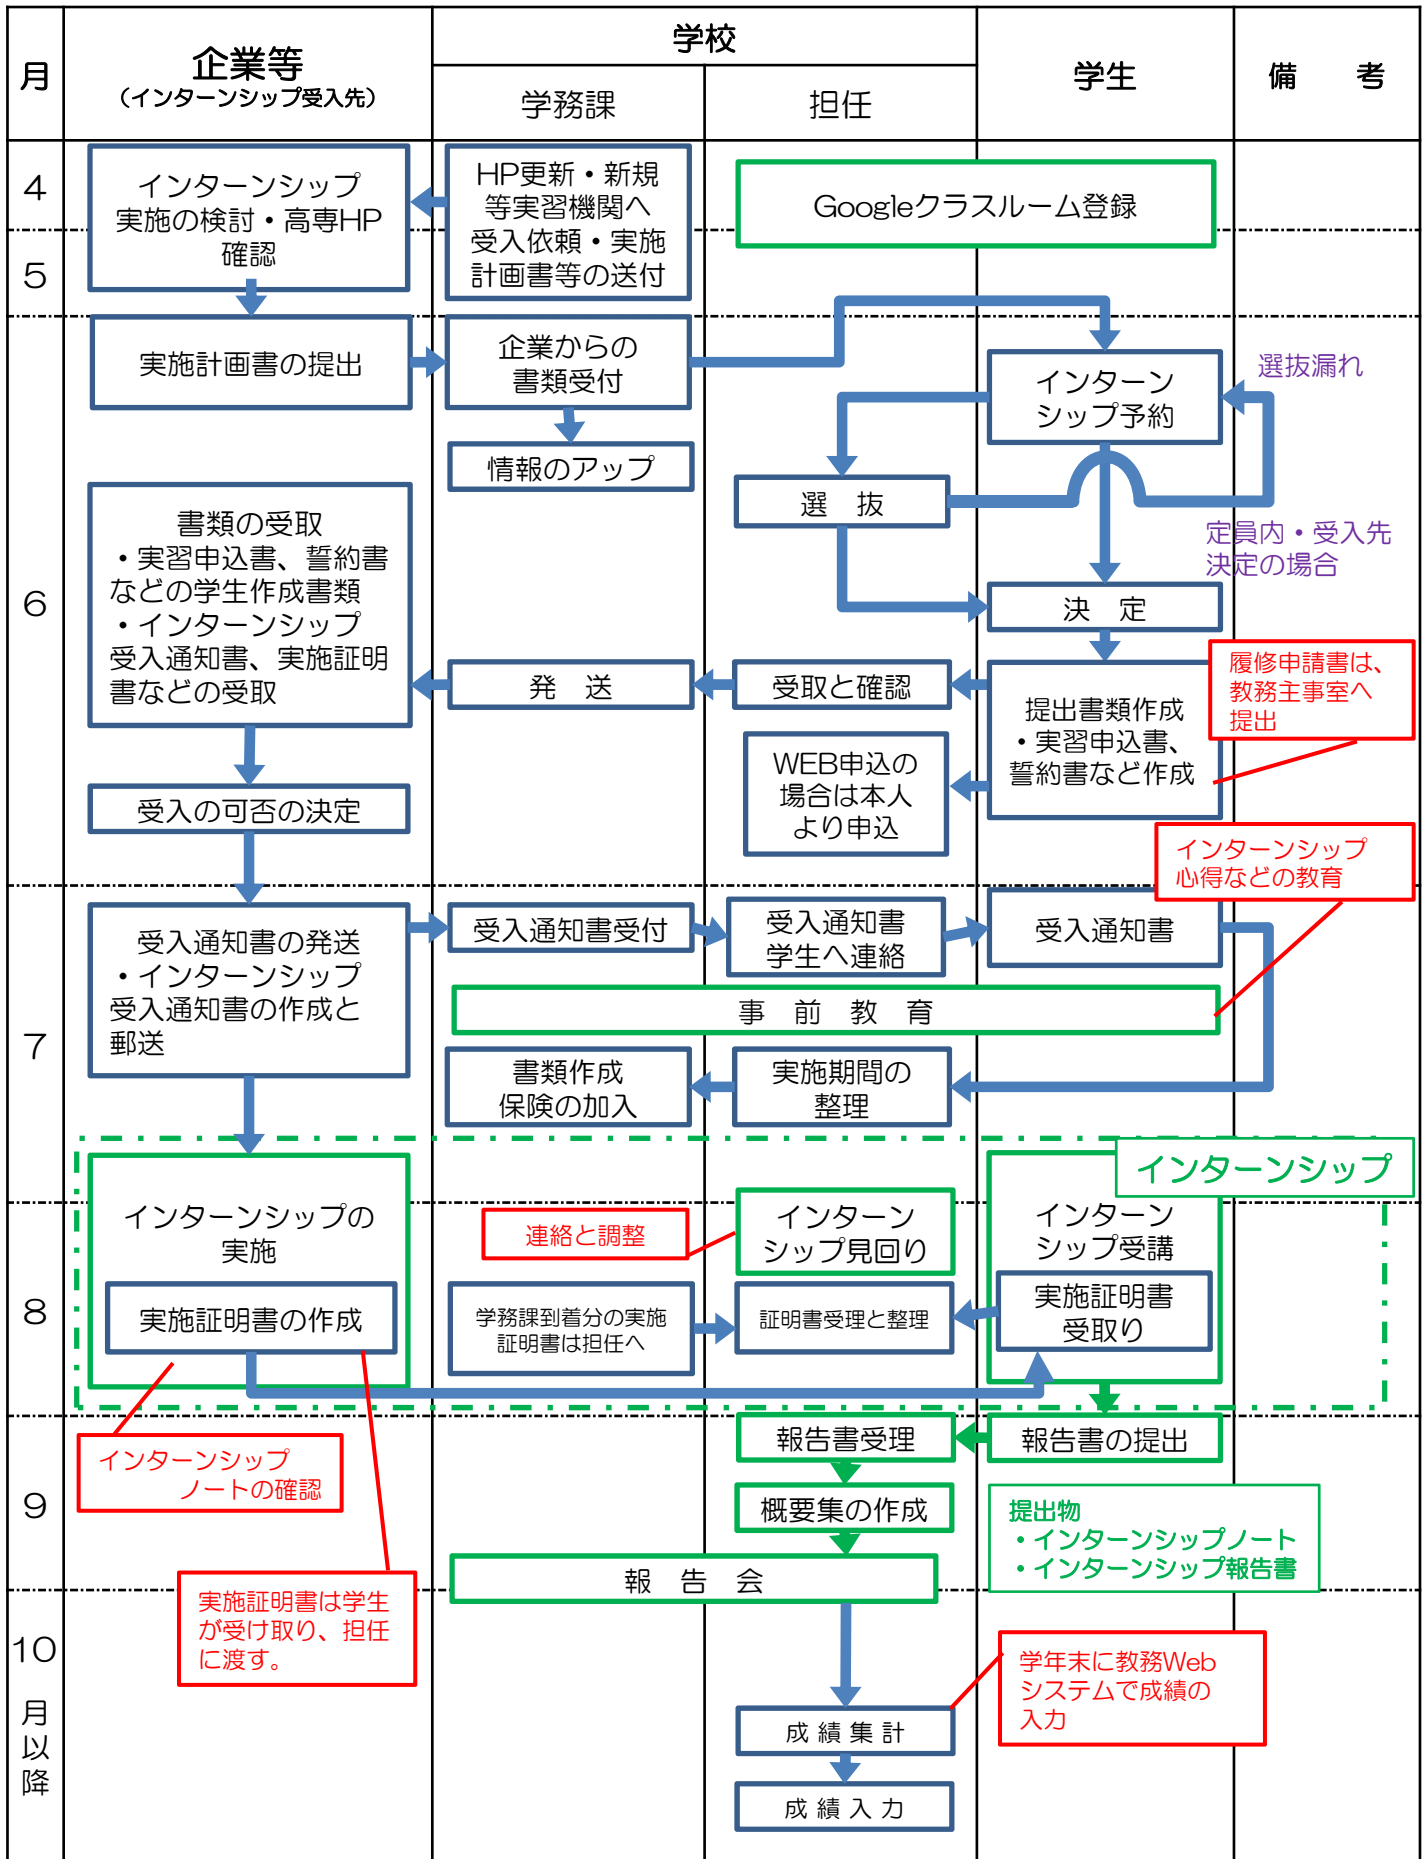 月
企業等
（インターンシップ受入先）
学校
学務課
担任
学生
備　考
4
5
インターンシップ
実施の検討・高専HP
確認
HP更新・新規
等実習機関へ
受入依頼・実施
計画書等の送付
Googleクラスルーム登録
6
実施計画書の提出
企業からの
書類受付
インターン
シップ予約
選抜漏れ
情報のアップ
選　抜
書類の受取
・実習申込書、誓約書
などの学生作成書類
・インターンシップ
受入通知書、実施証明
書などの受取
定員内・受入先
決定の場合
決　定
発　送
受取と確認
提出書類作成
・実習申込書、
誓約書など作成
履修申請書は、
教務主事室へ
提出
WEB申込の
場合は本人
より申込
受入の可否の決定
インターンシップ
心得などの教育
7
受入通知書の発送
・インターンシップ
受入通知書の作成と
郵送
受入通知書受付
受入通知書
学生へ連絡
受入通知書
事　前　教　育
書類作成
保険の加入
実施期間の
整理
インターンシップ
8
インターンシップの
実施
連絡と調整
インターン
シップ見回り
インターン
シップ受講
実施証明書の作成
学務課到着分の実施
証明書は担任へ
証明書受理と整理
実施証明書
受取り
9
インターンシップ
ノートの確認
報告書受理
報告書の提出
概要集の作成
提出物
・インターンシップノート
・インターンシップ報告書
報　告　会
10
月
以
降
実施証明書は学生
が受け取り、担任
に渡す。
学年末に教務Web
システムで成績の
入力
成 績 集 計
成 績 入 力